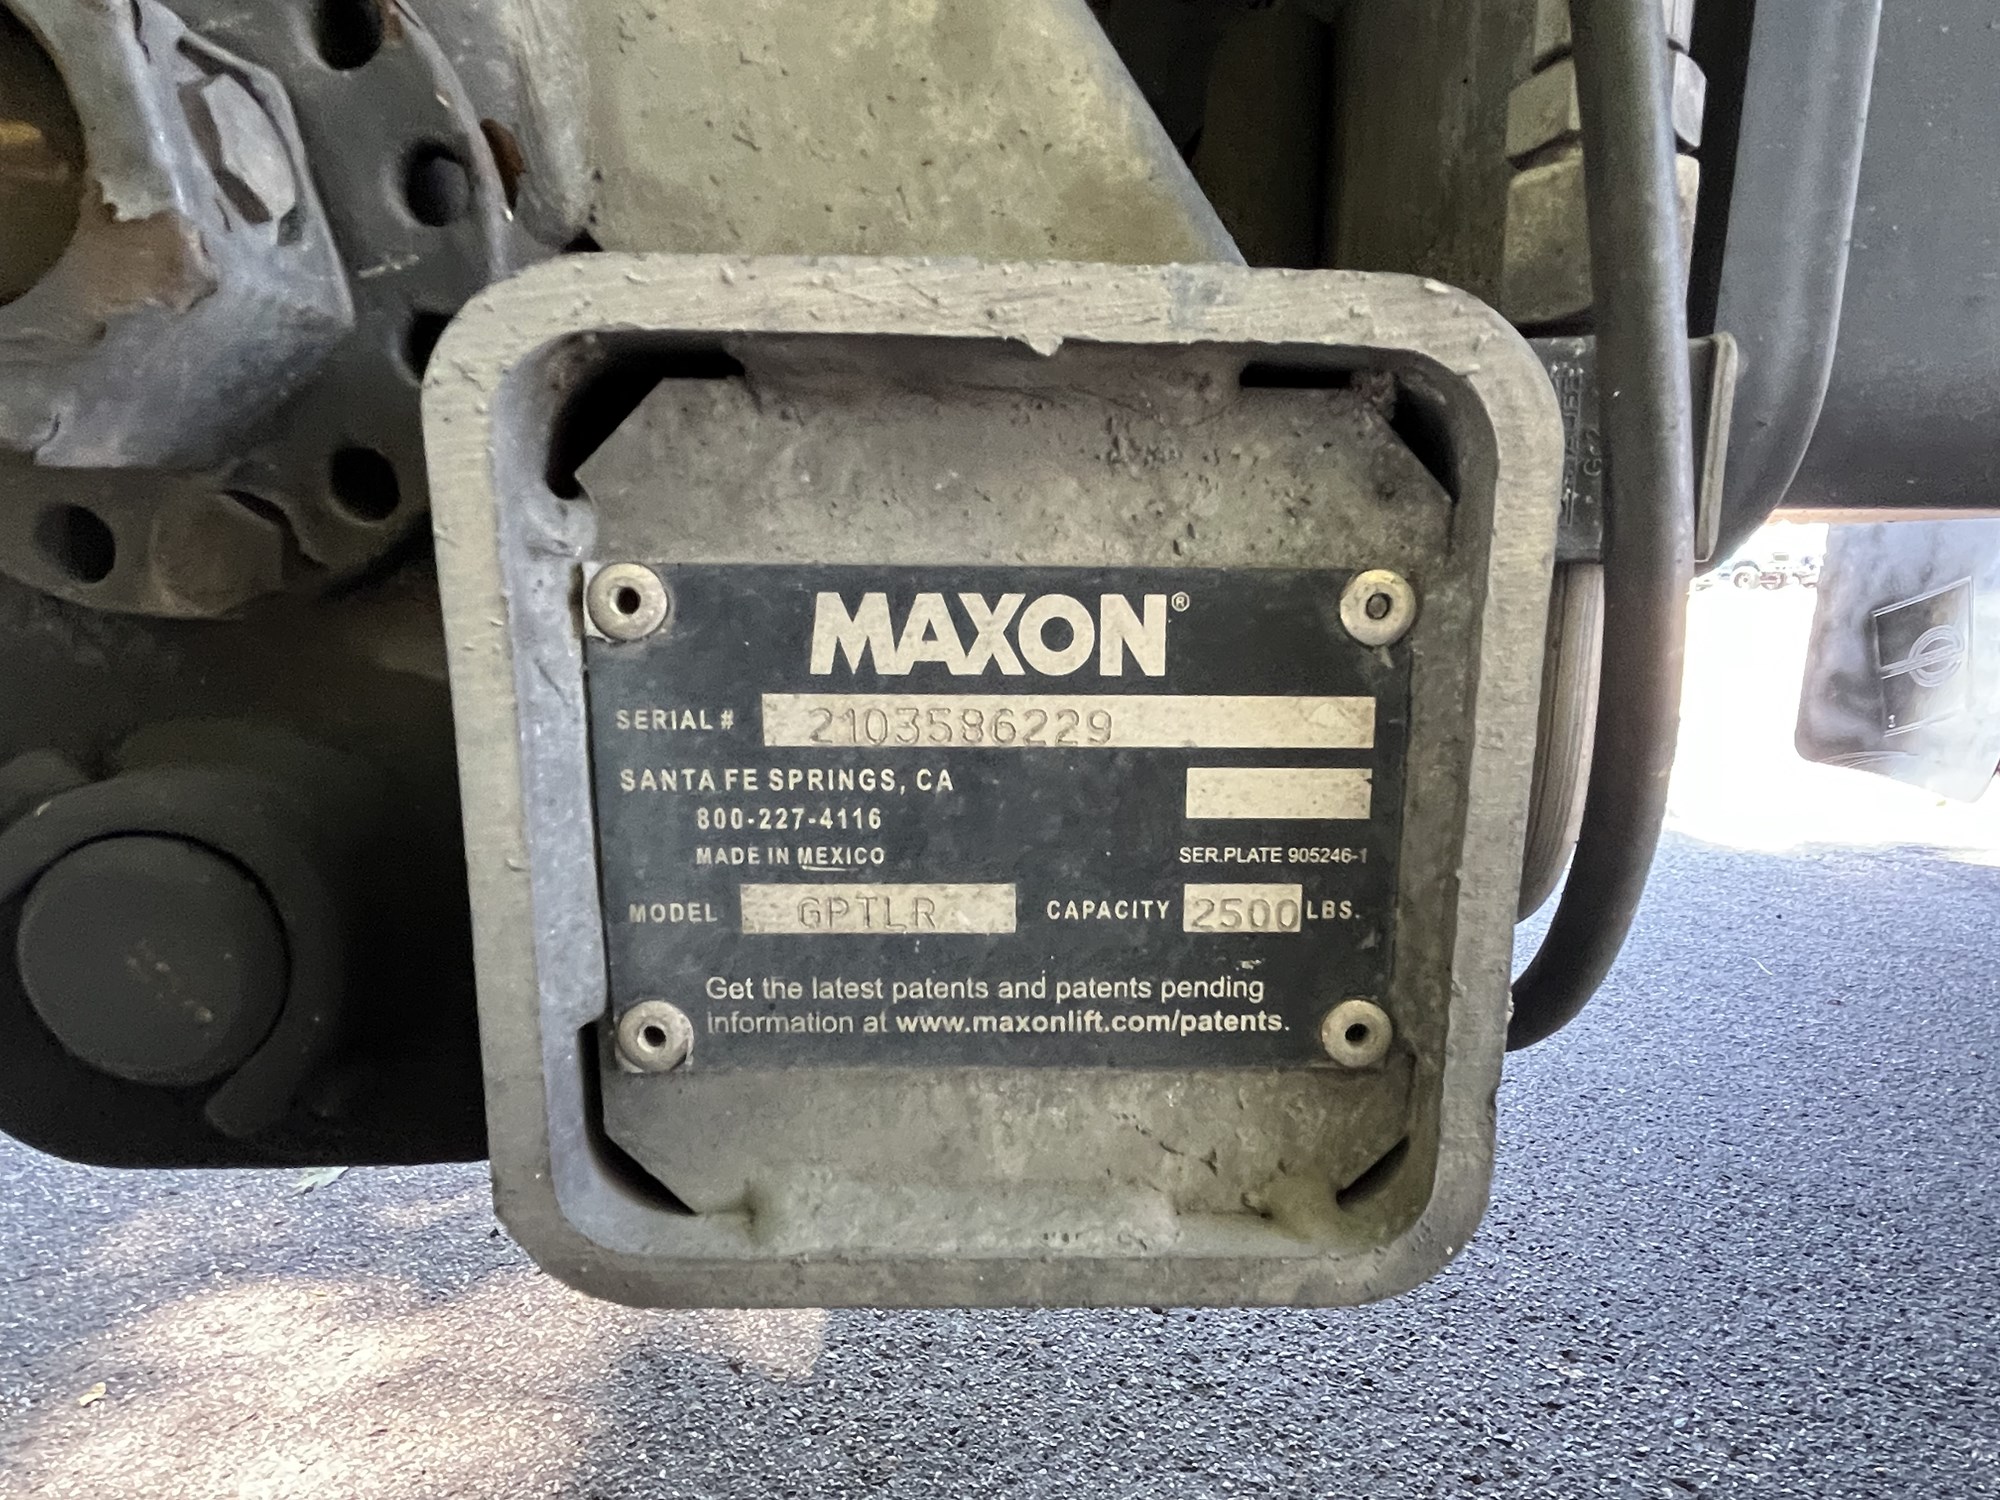 MAXON®
SERIAL # 2103586229
SANTA FE SPRINGS, CA
800-227-4116
MADE IN MEXICO
SER.PLATE 905246-1
MODEL GPTLR CAPACITY 2500 LBS.
Get the latest patents and patents pending
information at www.maxonlift.com/patents.